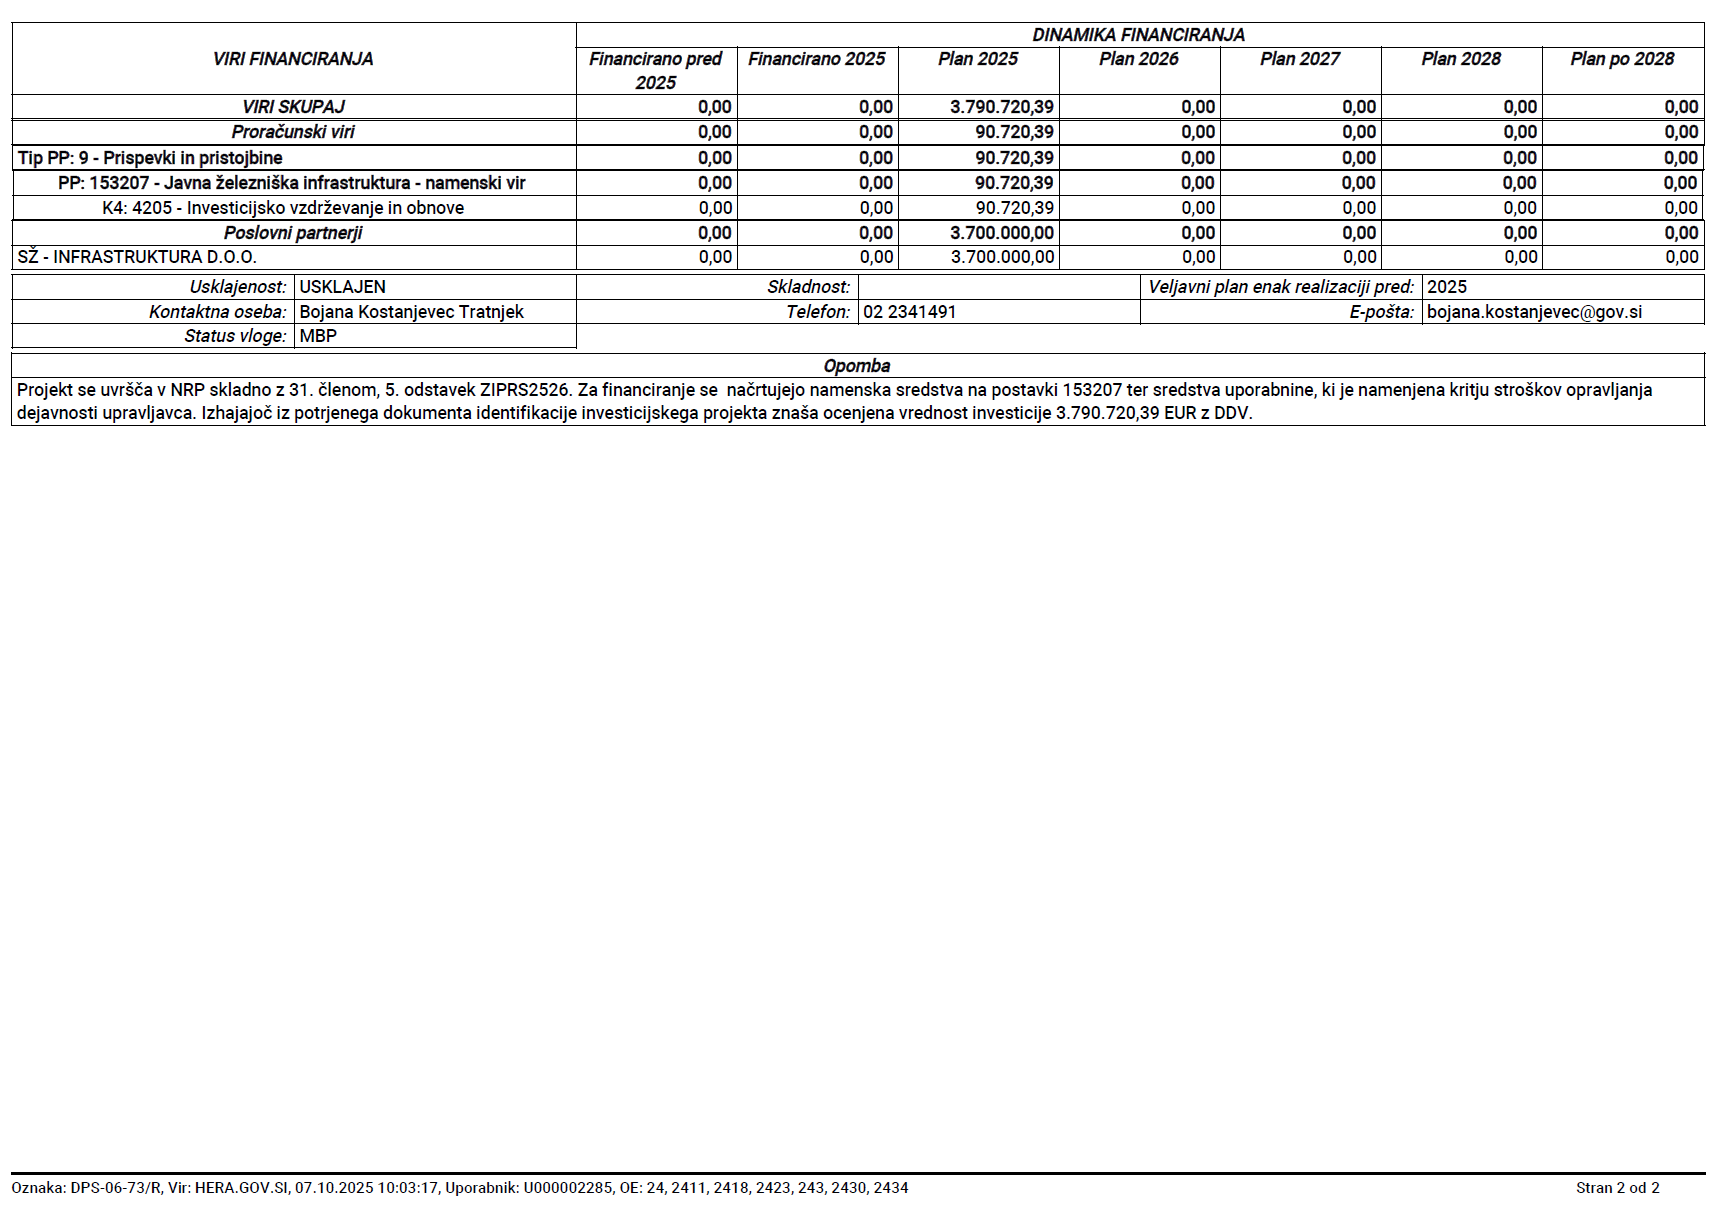 DINAMIKA FINANCIRANJA
VIRI FINANCIRANJA Financirano pred 2025 Financirano 2025 Plan 2025 Plan 2026 Plan 2027 Plan 2028 Plan po 2028
VIRI SKUPAJ 0,00 0,00 3.790.720,39 0,00 0,00 0,00 0,00
Proračunski viri 0,00 0,00 90.720,39 0,00 0,00 0,00 0,00
Tip PP: 9 - Prispevki in pristojbine 0,00 0,00 90.720,39 0,00 0,00 0,00 0,00
PP: 153207 - Javna železniška infrastruktura - namenski vir 0,00 0,00 90.720,39 0,00 0,00 0,00 0,00
K4: 4205 - Investicijsko vzdrževanje in obnove 0,00 0,00 90.720,39 0,00 0,00 0,00 0,00
Poslovni partnerji 0,00 0,00 3.700.000,00 0,00 0,00 0,00 0,00
SŽ - INFRASTRUKTURA D.O.O. 0,00 0,00 3.700.000,00 0,00 0,00 0,00 0,00
Usklajenost: USKLAJEN Skladnost: Veljavni plan enak realizaciji pred: 2025
Kontaktna oseba: Bojana Kostanjevec Tratnjek Telefon: 02 2341491 E-pošta: bojana.kostanjevec@gov.si
Status vloge: MBP
Opomba
Projekt se uvršča v NRP skladno z 31. členom, 5. odstavek ZIPRS2526. Za financiranje se  načrtujejo namenska sredstva na postavki 153207 ter sredstva uporabnine, ki je namenjena kritju stroškov opravljanja
dejavnosti upravljavca. Izhajajoč iz potrjenega dokumenta identifikacije investicijskega projekta znaša ocenjena vrednost investicije 3.790.720,39 EUR z DDV.
Oznaka: DPS-06-73/R, Vir: HERA.GOV.SI, 07.10.2025 10:03:17, Uporabnik: U000002285, OE: 24, 2411, 2418, 2423, 243, 2430, 2434 Stran 2 od 2